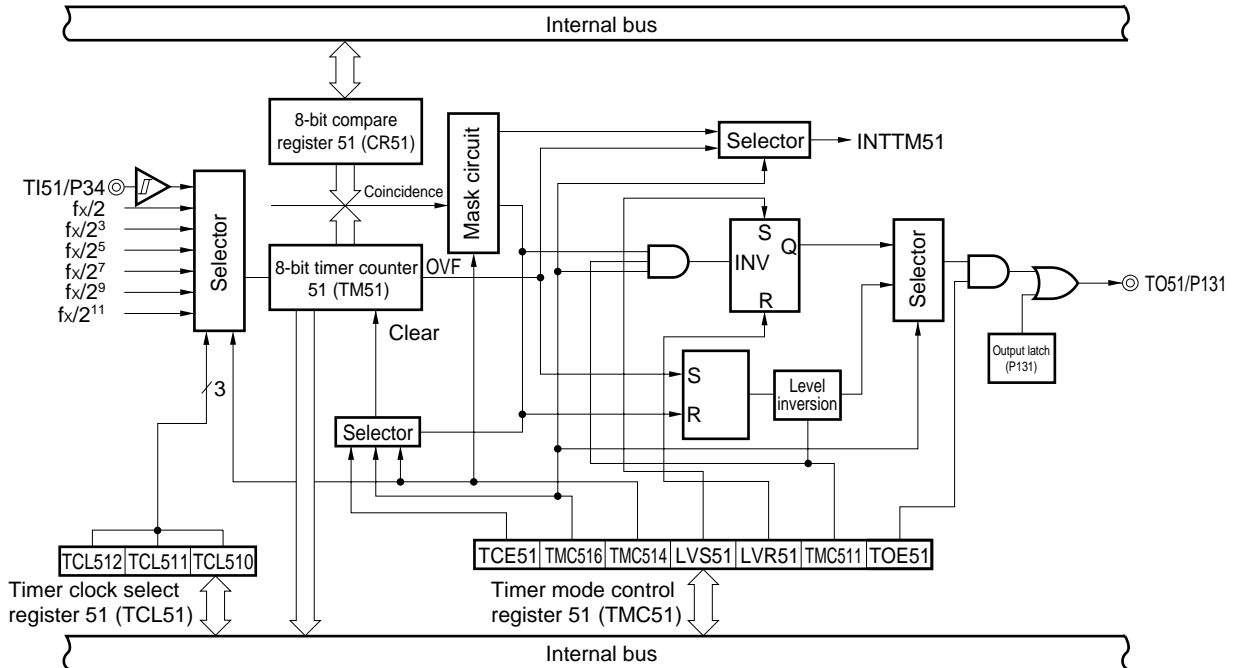 Internal bus
8-bit compare
register 51 (CR51)
Mask circuit
Selector
INTTM51
TI51/P34
Coincidence
fx/2
fx/2³
fx/2⁵
fx/2⁷
fx/2⁹
fx/2¹¹
Selector
8-bit timer counter
51 (TM51)
OVF
Clear
S
Q
INV
R
Selector
TO51/P131
Output latch
(P131)
3
S
R
Level
inversion
Selector
TCL512 TCL511 TCL510
Timer clock select
register 51 (TCL51)
TCE51 TMC516 TMC514 LVS51 LVR51 TMC511 TOE51
Timer mode control
register 51 (TMC51)
Internal bus